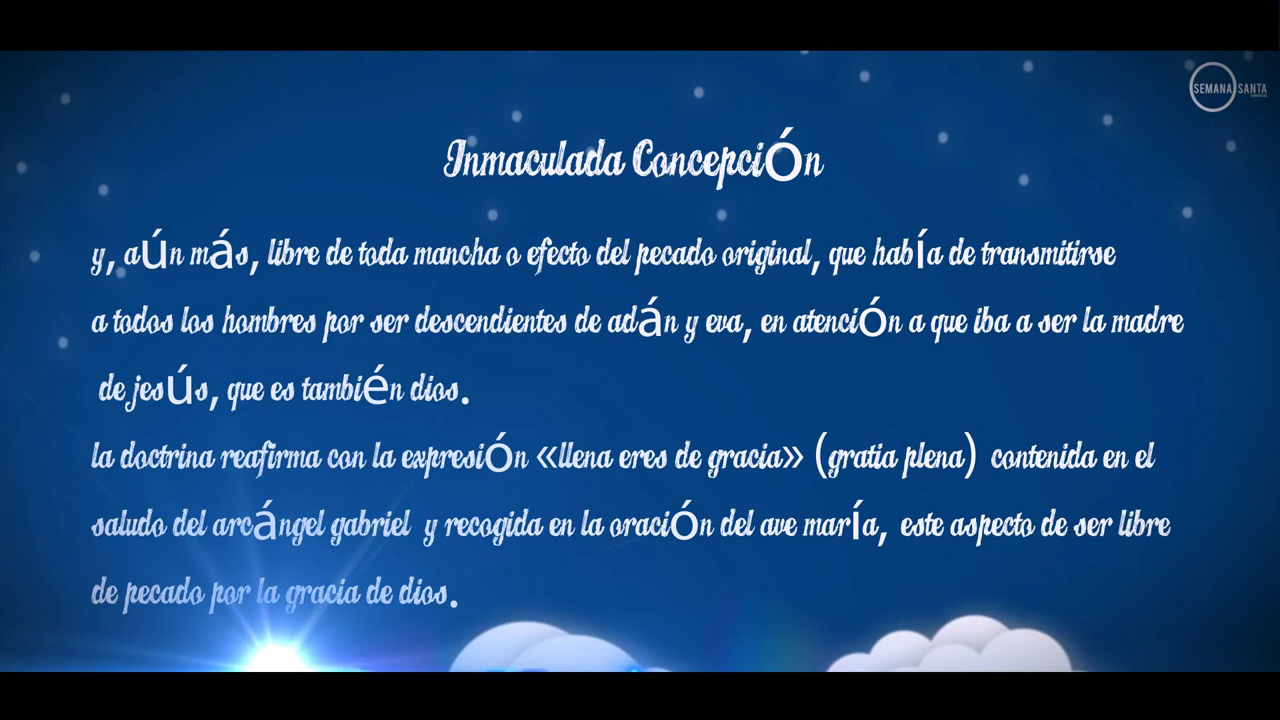 SEMANA SANTA
Inmaculada Concepción
y, aún más, libre de toda mancha o efecto del pecado original, que había de transmitirse
a todos los hombres por ser descendientes de adán y eva, en atención a que iba a ser la madre
de jesús, que es también dios.
la doctrina reafirma con la expresión «llena eres de gracia» (gratia plena) contenida en el
saludo del arcángel gabriel y recogida en la oración del ave maría, este aspecto de ser libre
de pecado por la gracia de dios.